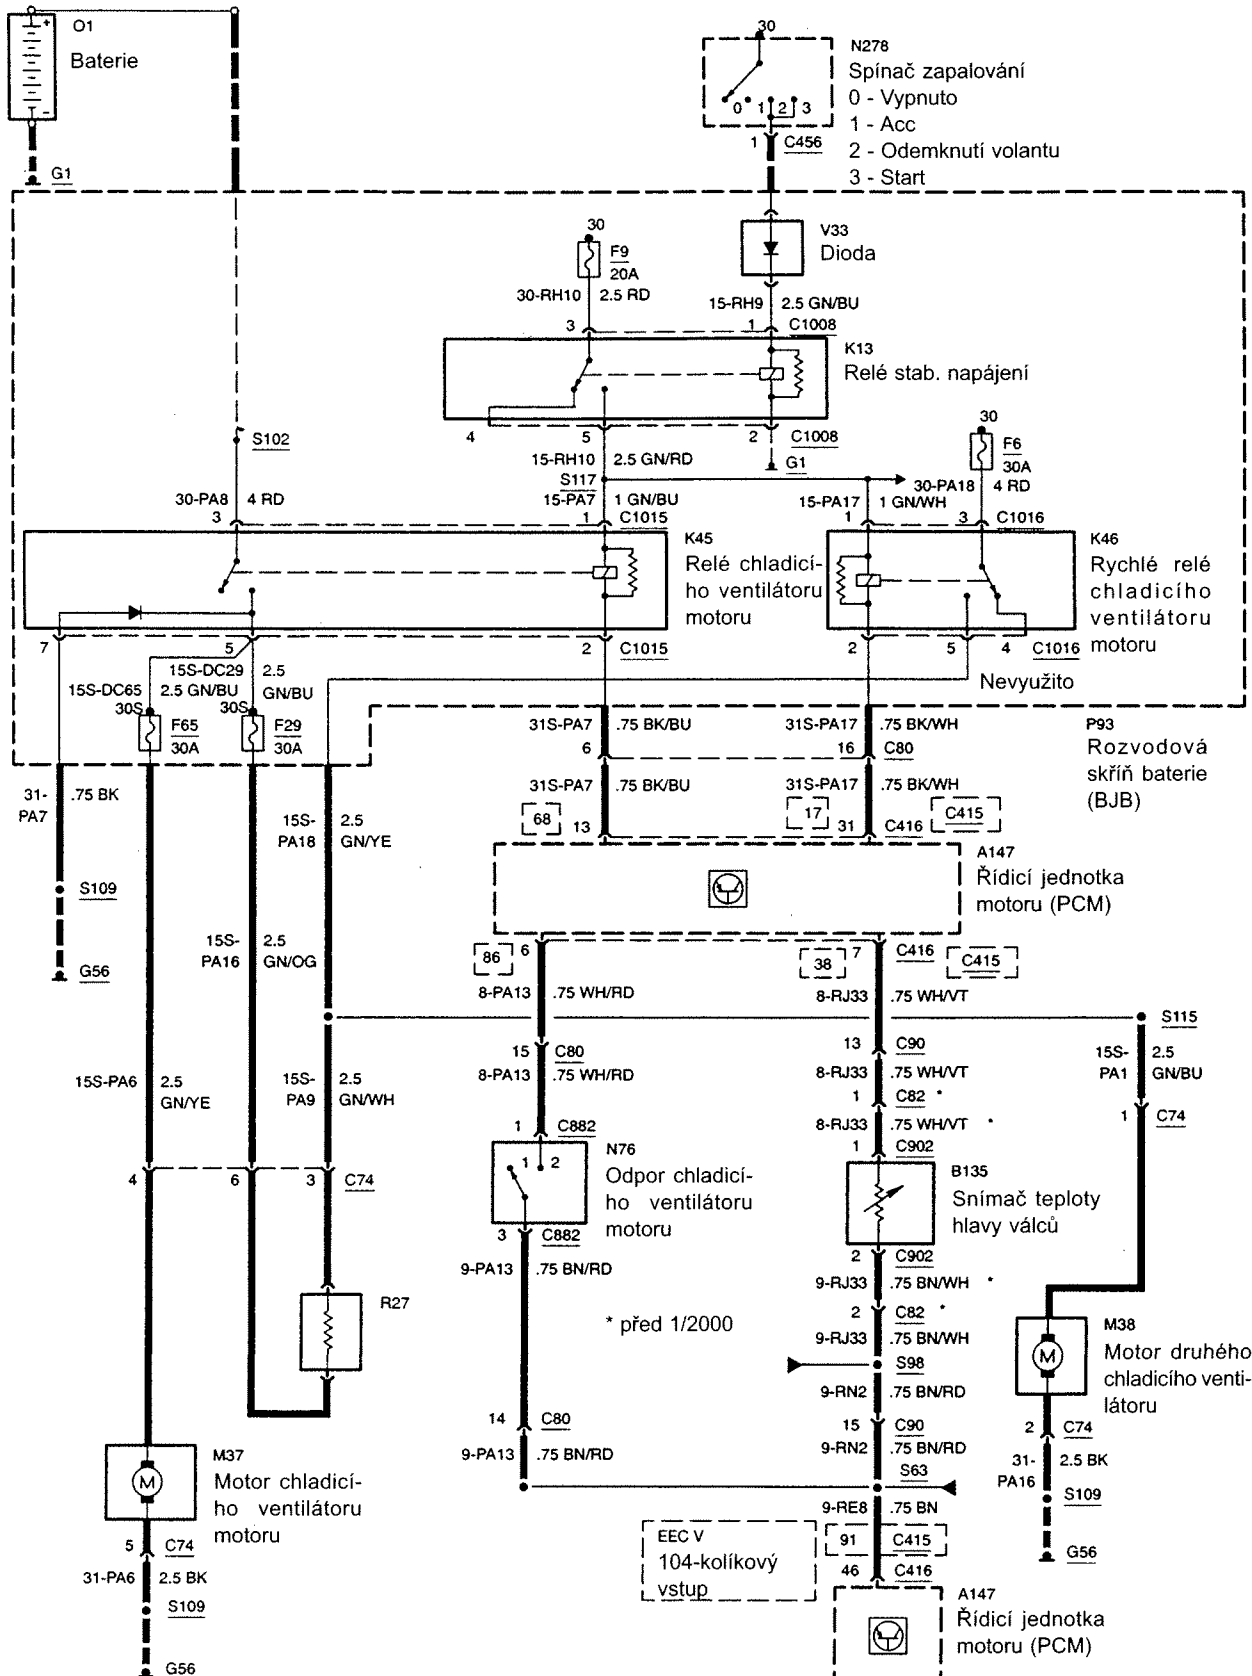 O1
Baterie
+
-
G1
30
N278
Spínač zapalování
0 - Vypnuto
1 - Acc
2 - Odemknutí volantu
3 - Start
0 1 2 3
1 C456
V33
Dioda
30
F9
20A
30-RH10 2.5 RD
15-RH9 2.5 GN/BU
3 1 C1008
K13
Relé stab. napájení
4 5 2 C1008
G1
S102
15-RH10 2.5 GN/RD
S117
30
F6
30A
30-PA8 4 RD
15-PA7 1 GN/BU
15-PA17 1 GN/WH
30-PA18 4 RD
3 1 C1015
1 3 C1016
K45
Relé chladicí-
ho ventilátoru
motoru
K46
Rychlé relé
chladicího
ventilátoru
motoru
7 5 2 C1015
2 5 4 C1016
Nevyužito
15S-DC29 2.5
GN/BU
15S-DC65 2.5 GN/BU
30S 30S
F65
30A
F29
30A
31S-PA7 .75 BK/BU
31S-PA17 .75 BK/WH
P93
Rozvodová
skříň baterie
(BJB)
6 16 C80
31S-PA7 .75 BK/BU
31S-PA17 .75 BK/WH
31-
PA7
.75 BK
15S-
PA18
2.5
GN/YE
68 13
17 31 C416 C415
A147
Řídicí jednotka
motoru (PCM)
S109
G56
15S-
PA16
2.5
GN/OG
86 6
38 7 C416 C415
8-PA13 .75 WH/RD
8-RJ33 .75 WH/VT
S115
15 C80
8-PA13 .75 WH/RD
13 C90
8-RJ33 .75 WH/VT
1 C82 *
8-RJ33 .75 WH/VT *
15S-
PA1
2.5
GN/BU
1 C74
15S-PA6 2.5
GN/YE
15S-
PA9
2.5
GN/WH
1 C882
N76
Odpor chladicí-
ho ventilátoru
motoru
1 2
3 C882
1 C902
B135
Snímač teploty
hlavy válců
2 C902
4 6 3 C74
9-PA13 .75 BN/RD
9-RJ33 .75 BN/WH *
2 C82 *
9-RJ33 .75 BN/WH
R27
* před 1/2000
M38
Motor druhého
chladicího venti-
látoru
M
S98
9-RN2 .75 BN/RD
14 C80
9-PA13 .75 BN/RD
15 C90
9-RN2 .75 BN/RD
2 C74
31-
PA16
2.5 BK
S109
G56
M37
Motor chladicí-
ho ventilátoru
motoru
M
S63
9-RE8 .75 BN
EEC V
104-kolíkový
vstup
91 C415
46 C416
5 C74
31-PA6 2.5 BK
S109
G56
A147
Řídicí jednotka
motoru (PCM)